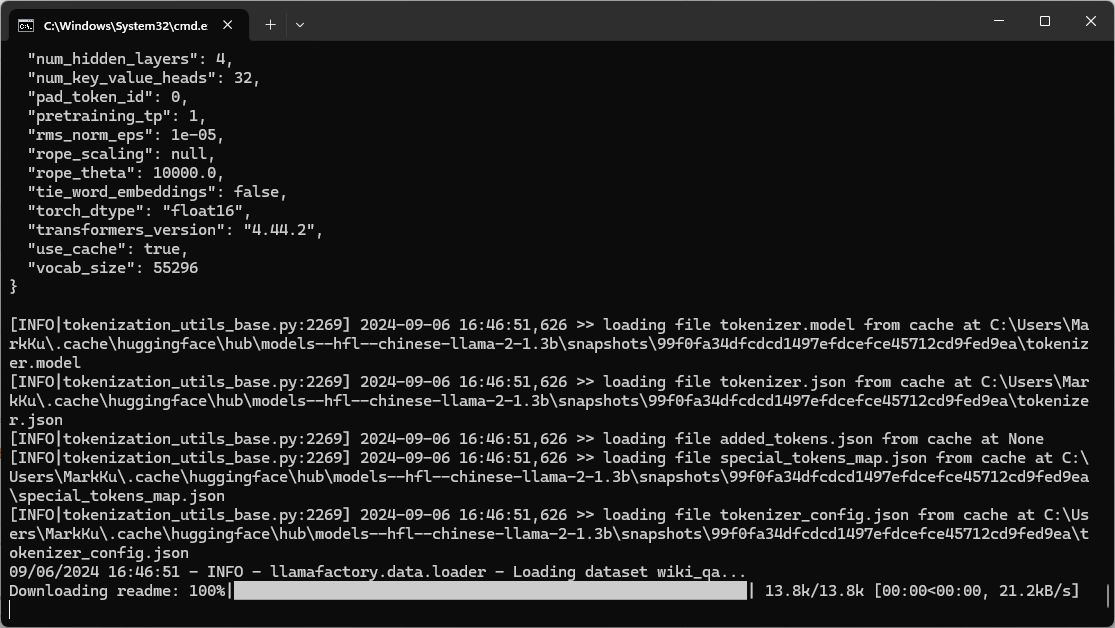 C:\Windows\System32\cmd.e
  "num_hidden_layers": 4,
  "num_key_value_heads": 32,
  "pad_token_id": 0,
  "pretraining_tp": 1,
  "rms_norm_eps": 1e-05,
  "rope_scaling": null,
  "rope_theta": 10000.0,
  "tie_word_embeddings": false,
  "torch_dtype": "float16",
  "transformers_version": "4.44.2",
  "use_cache": true,
  "vocab_size": 55296
}
[INFO|tokenization_utils_base.py:2269] 2024-09-06 16:46:51,626 >> loading file tokenizer.model from cache at C:\Users\Ma
rkKu\.cache\huggingface\hub\models--hfl--chinese-llama-2-1.3b\snapshots\99f0fa34dfcdcd1497efdcefce45712cd9fed9ea\tokeniz
er.model
[INFO|tokenization_utils_base.py:2269] 2024-09-06 16:46:51,626 >> loading file tokenizer.json from cache at C:\Users\Mar
kKu\.cache\huggingface\hub\models--hfl--chinese-llama-2-1.3b\snapshots\99f0fa34dfcdcd1497efdcefce45712cd9fed9ea\tokenize
r.json
[INFO|tokenization_utils_base.py:2269] 2024-09-06 16:46:51,626 >> loading file added_tokens.json from cache at None
[INFO|tokenization_utils_base.py:2269] 2024-09-06 16:46:51,626 >> loading file special_tokens_map.json from cache at C:\
Users\MarkKu\.cache\huggingface\hub\models--hfl--chinese-llama-2-1.3b\snapshots\99f0fa34dfcdcd1497efdcefce45712cd9fed9ea
\special_tokens_map.json
[INFO|tokenization_utils_base.py:2269] 2024-09-06 16:46:51,626 >> loading file tokenizer_config.json from cache at C:\Us
ers\MarkKu\.cache\huggingface\hub\models--hfl--chinese-llama-2-1.3b\snapshots\99f0fa34dfcdcd1497efdcefce45712cd9fed9ea\t
okenizer_config.json
09/06/2024 16:46:51 - INFO - llamafactory.data.loader - Loading dataset wiki_qa...
Downloading readme: 100%| | 13.8k/13.8k [00:00<00:00, 21.2kB/s]